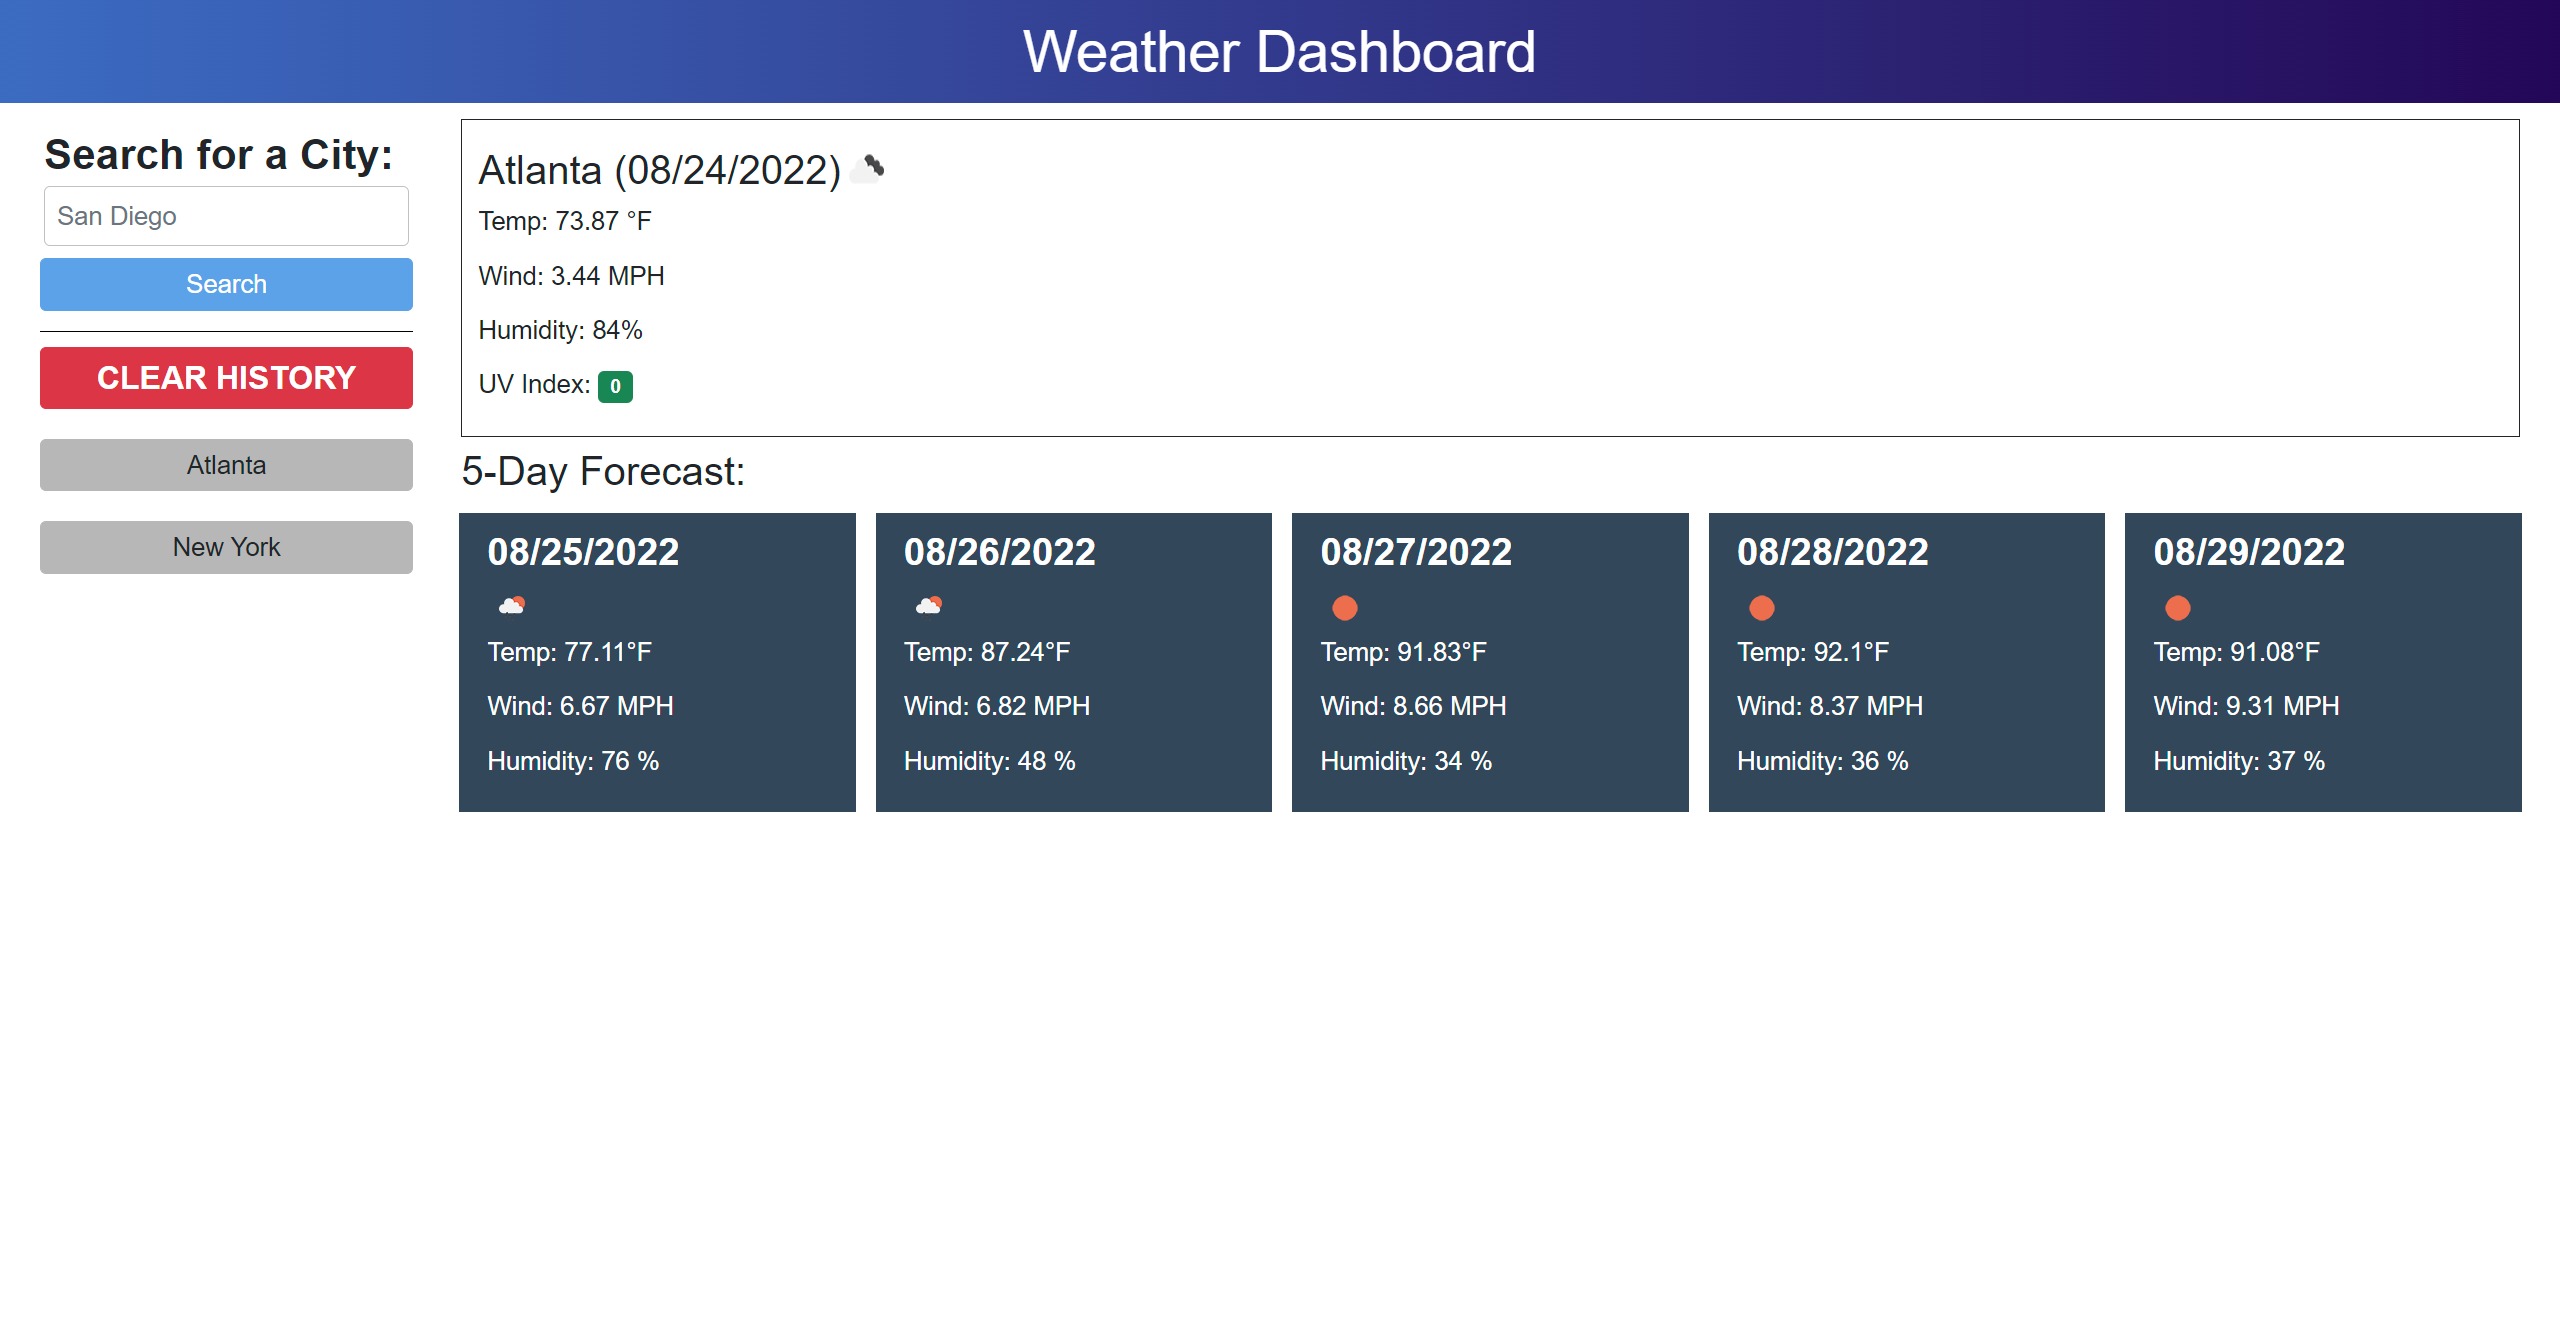 Weather Dashboard
Search for a City:
San Diego
Search
CLEAR HISTORY
Atlanta
New York
Atlanta (08/24/2022)
Temp: 73.87 °F
Wind: 3.44 MPH
Humidity: 84%
UV Index: 0
5-Day Forecast:
08/25/2022
Temp: 77.11°F
Wind: 6.67 MPH
Humidity: 76 %
08/26/2022
Temp: 87.24°F
Wind: 6.82 MPH
Humidity: 48 %
08/27/2022
Temp: 91.83°F
Wind: 8.66 MPH
Humidity: 34 %
08/28/2022
Temp: 92.1°F
Wind: 8.37 MPH
Humidity: 36 %
08/29/2022
Temp: 91.08°F
Wind: 9.31 MPH
Humidity: 37 %